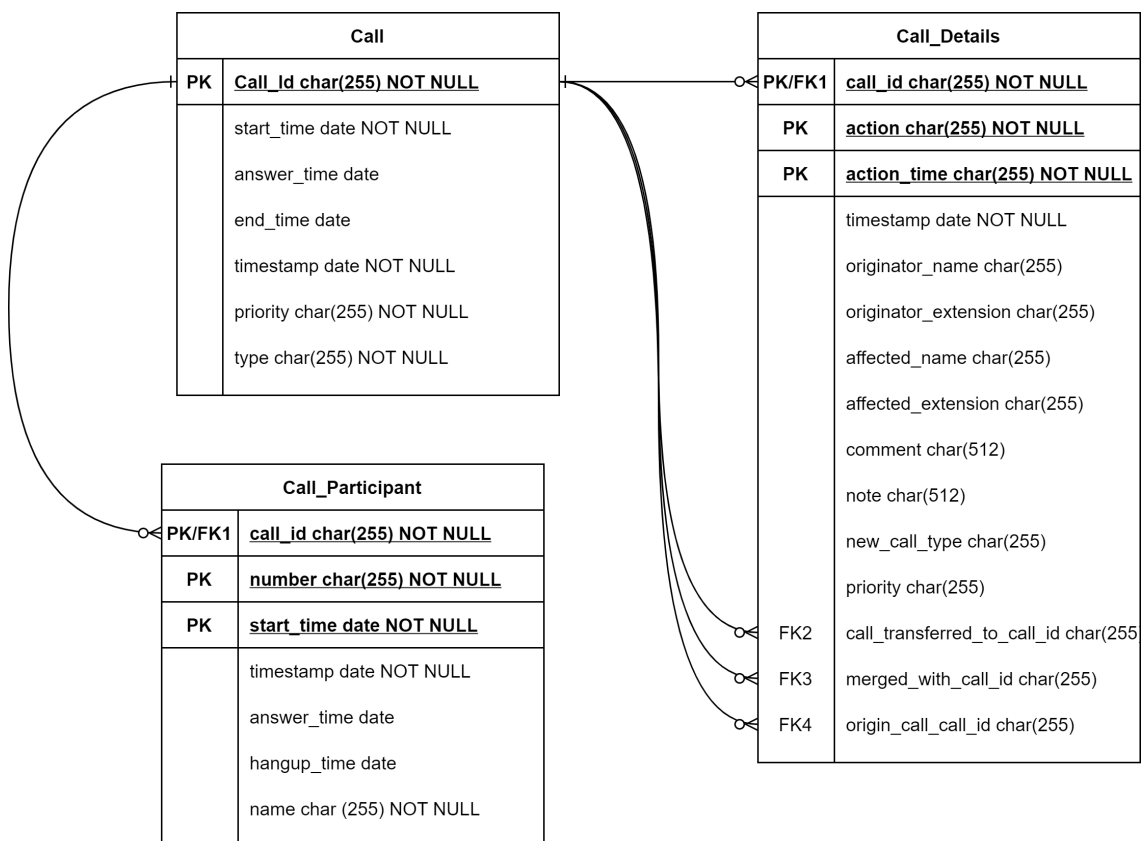 Call
PK Call_Id char(255) NOT NULL
start_time date NOT NULL
answer_time date
end_time date
timestamp date NOT NULL
priority char(255) NOT NULL
type char(255) NOT NULL
Call_Participant
PK/FK1 call_id char(255) NOT NULL
PK number char(255) NOT NULL
PK start_time date NOT NULL
timestamp date NOT NULL
answer_time date
hangup_time date
name char (255) NOT NULL
Call_Details
PK/FK1 call_id char(255) NOT NULL
PK action char(255) NOT NULL
PK action_time char(255) NOT NULL
timestamp date NOT NULL
originator_name char(255)
originator_extension char(255)
affected_name char(255)
affected_extension char(255)
comment char(512)
note char(512)
new_call_type char(255)
priority char(255)
FK2 call_transferred_to_call_id char(255
FK3 merged_with_call_id char(255)
FK4 origin_call_call_id char(255)